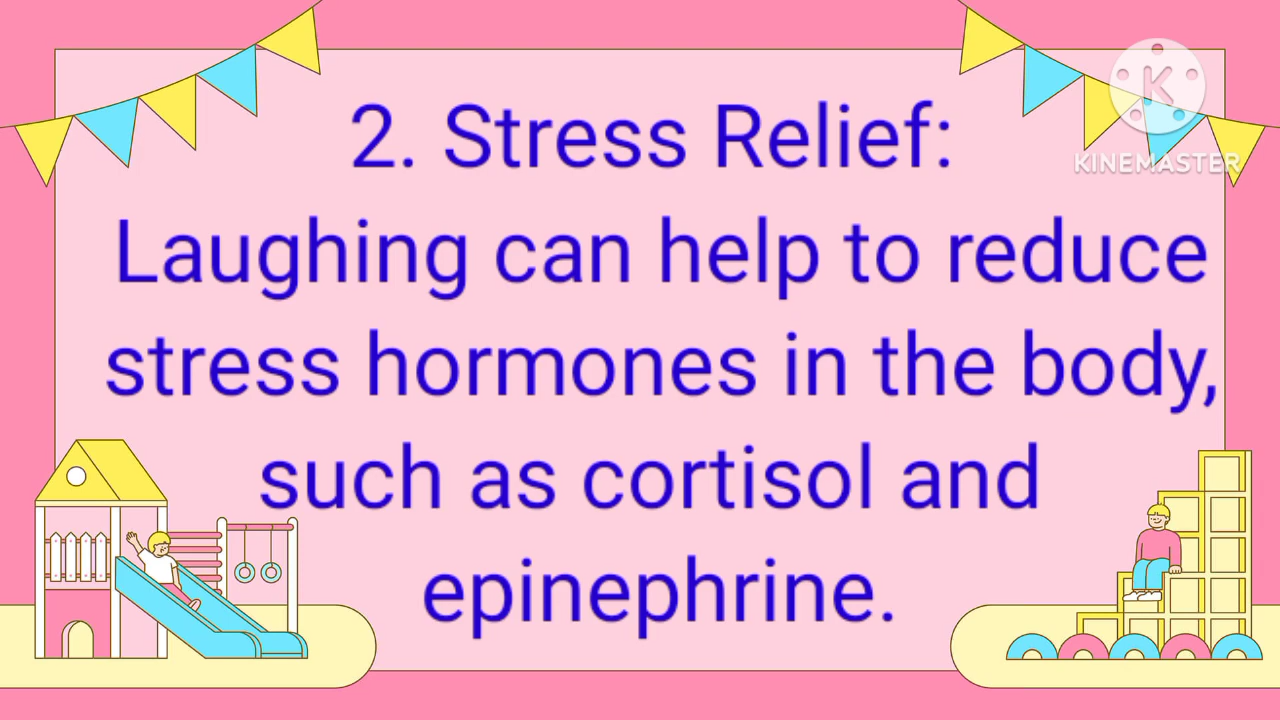 2. Stress Relief:
Laughing can help to reduce
stress hormones in the body,
such as cortisol and
epinephrine.
K
KINEMASTER